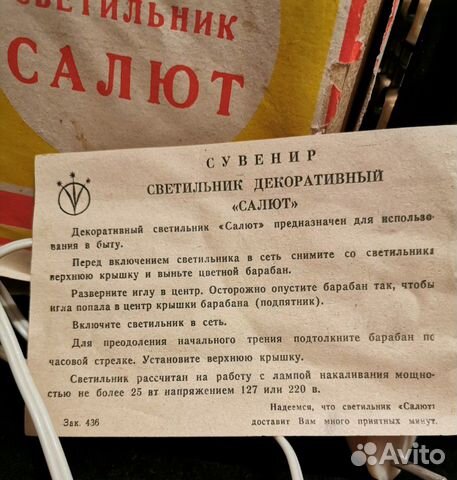 СВЕТИЛЬНИК
САЛЮТ
СУВЕНИР
СВЕТИЛЬНИК ДЕКОРАТИВНЫЙ
«САЛЮТ»
Декоративный светильник «Салют» предназначен для использо-
вания в быту.
Перед включением светильника в сеть снимите со светильника
верхнюю крышку и выньте цветной барабан.
Разверните иглу в центр. Осторожно опустите барабан так, чтобы
игла попала в центр крышки барабана (подпятник).
Включите светильник в сеть.
Для преодоления начального трения подтолкните барабан по
часовой стрелке. Установите верхнюю крышку.
Светильник рассчитан на работу с лампой накаливания мощно-
стью не более 25 вт напряжением 127 или 220 в.
Надеемся, что светильник «Салют»
доставит Вам много приятных минут.
Зак. 436
Avito